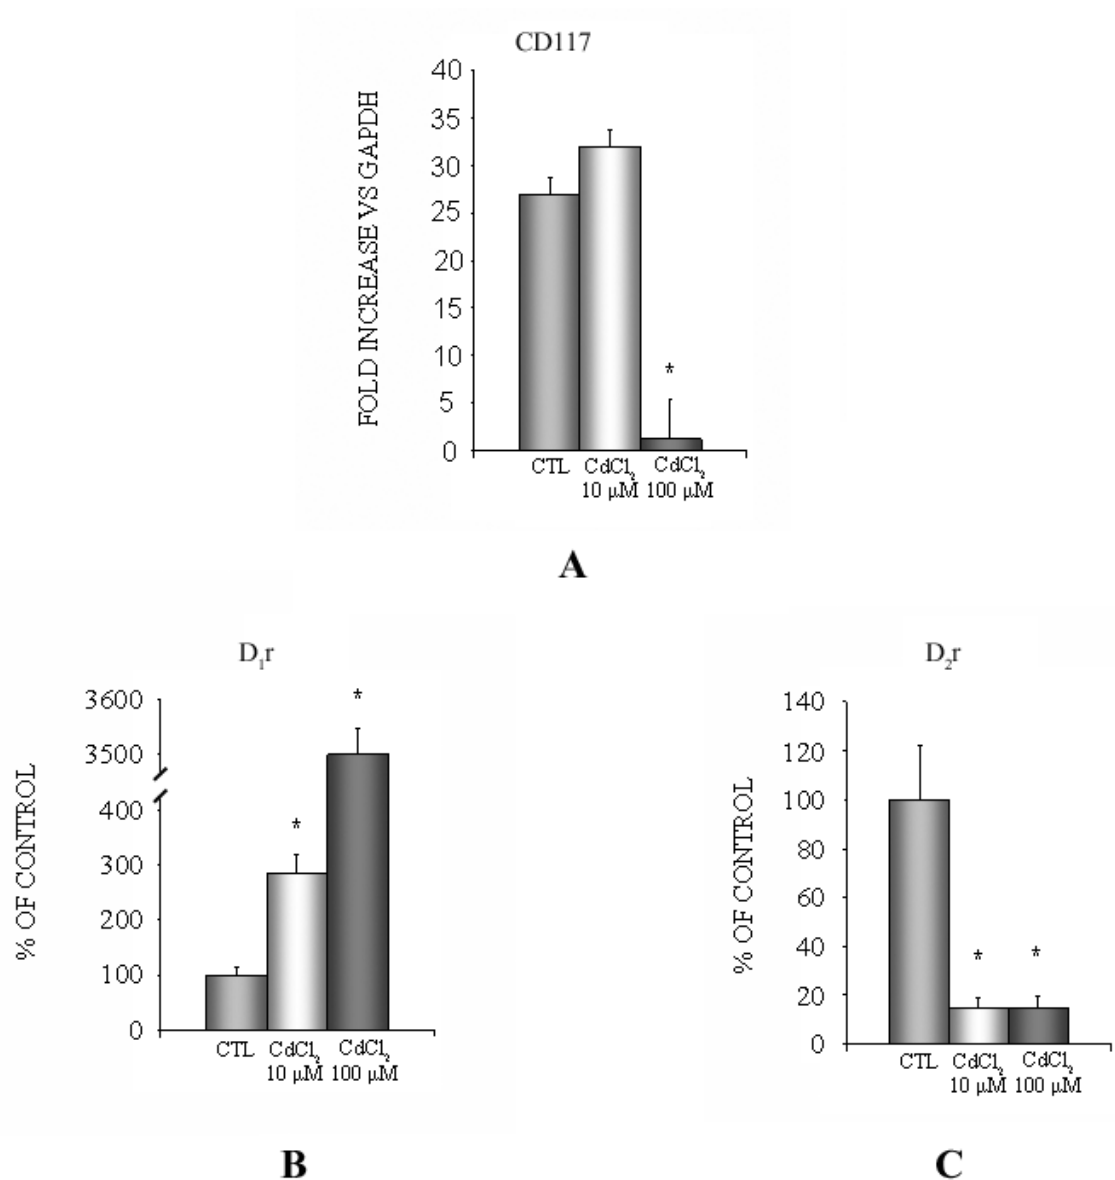 CD117
FOLD INCREASE VS GAPDH
40
35
30
25
20
15
10
5
0
*
CTL CdCl₂ CdCl₂
10 µM 100 µM
A
D₁r
% OF CONTROL
3600
3500
400
300
200
100
0
*
*
CTL CdCl₂ CdCl₂
10 µM 100 µM
B
D₂r
% OF CONTROL
140
120
100
80
60
40
20
0
* *
CTL CdCl₂ CdCl₂
10 µM 100 µM
C